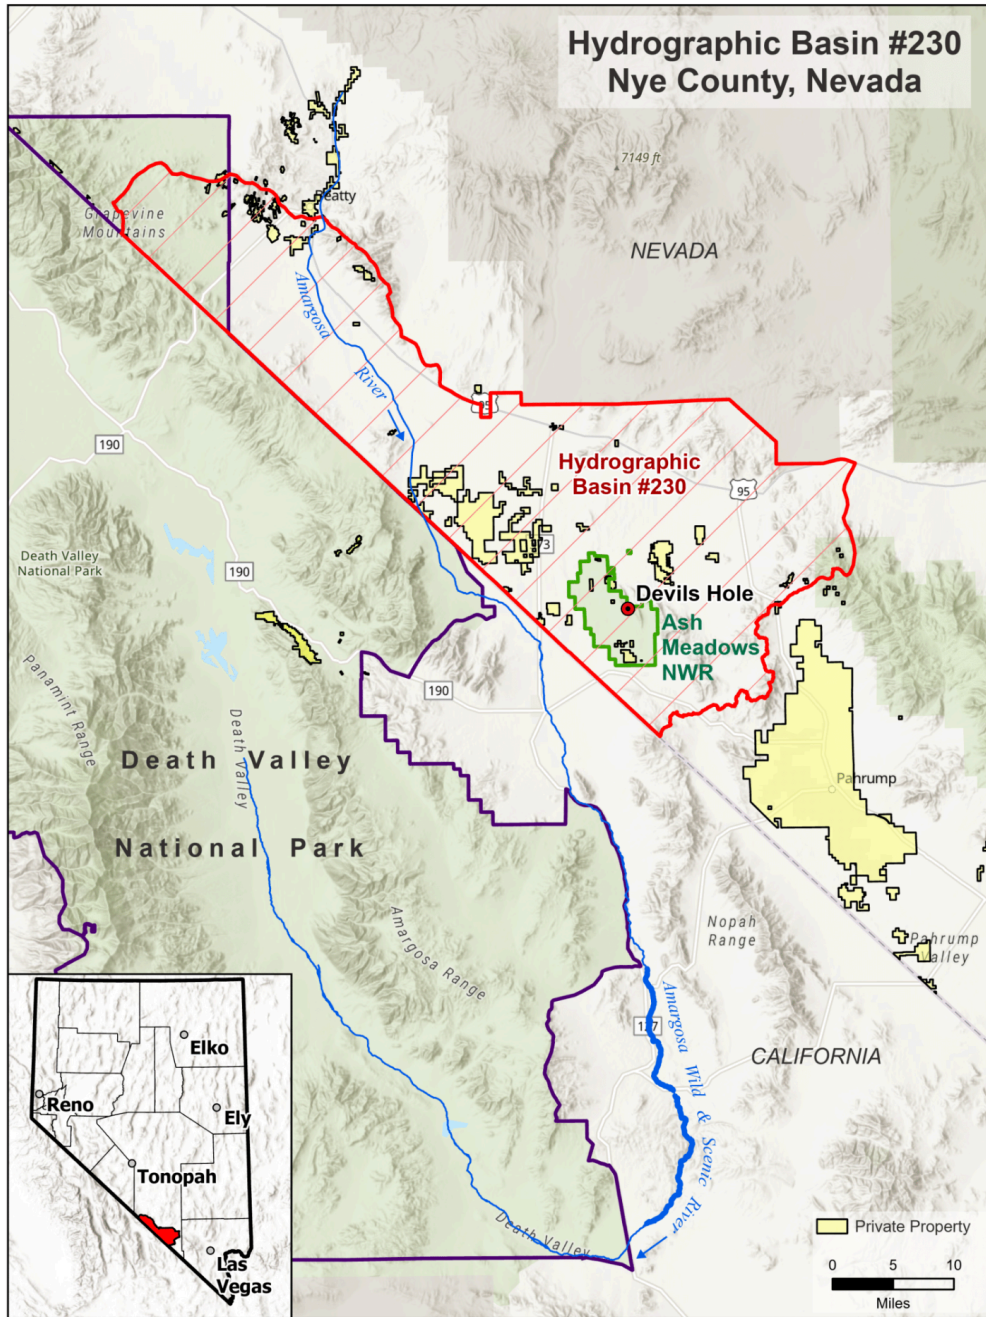 Hydrographic Basin #230
Nye County, Nevada
7149 ft
Beatty
Grapevine
Mountains
NEVADA
Amargosa
River
95
190
Hydrographic
Basin #230
95
Death Valley
National Park
190
Devils Hole
Ash
Meadows
NWR
190
Panamint Range
Death Valley
Death Valley
National Park
Pahrump
Amargosa Range
Nopah
Range
Pahrump
Valley
127
Amargosa Wild & Scenic River
CALIFORNIA
Elko
Reno
Ely
Tonopah
Las
Vegas
Death Valley
Private Property
0 5 10
Miles